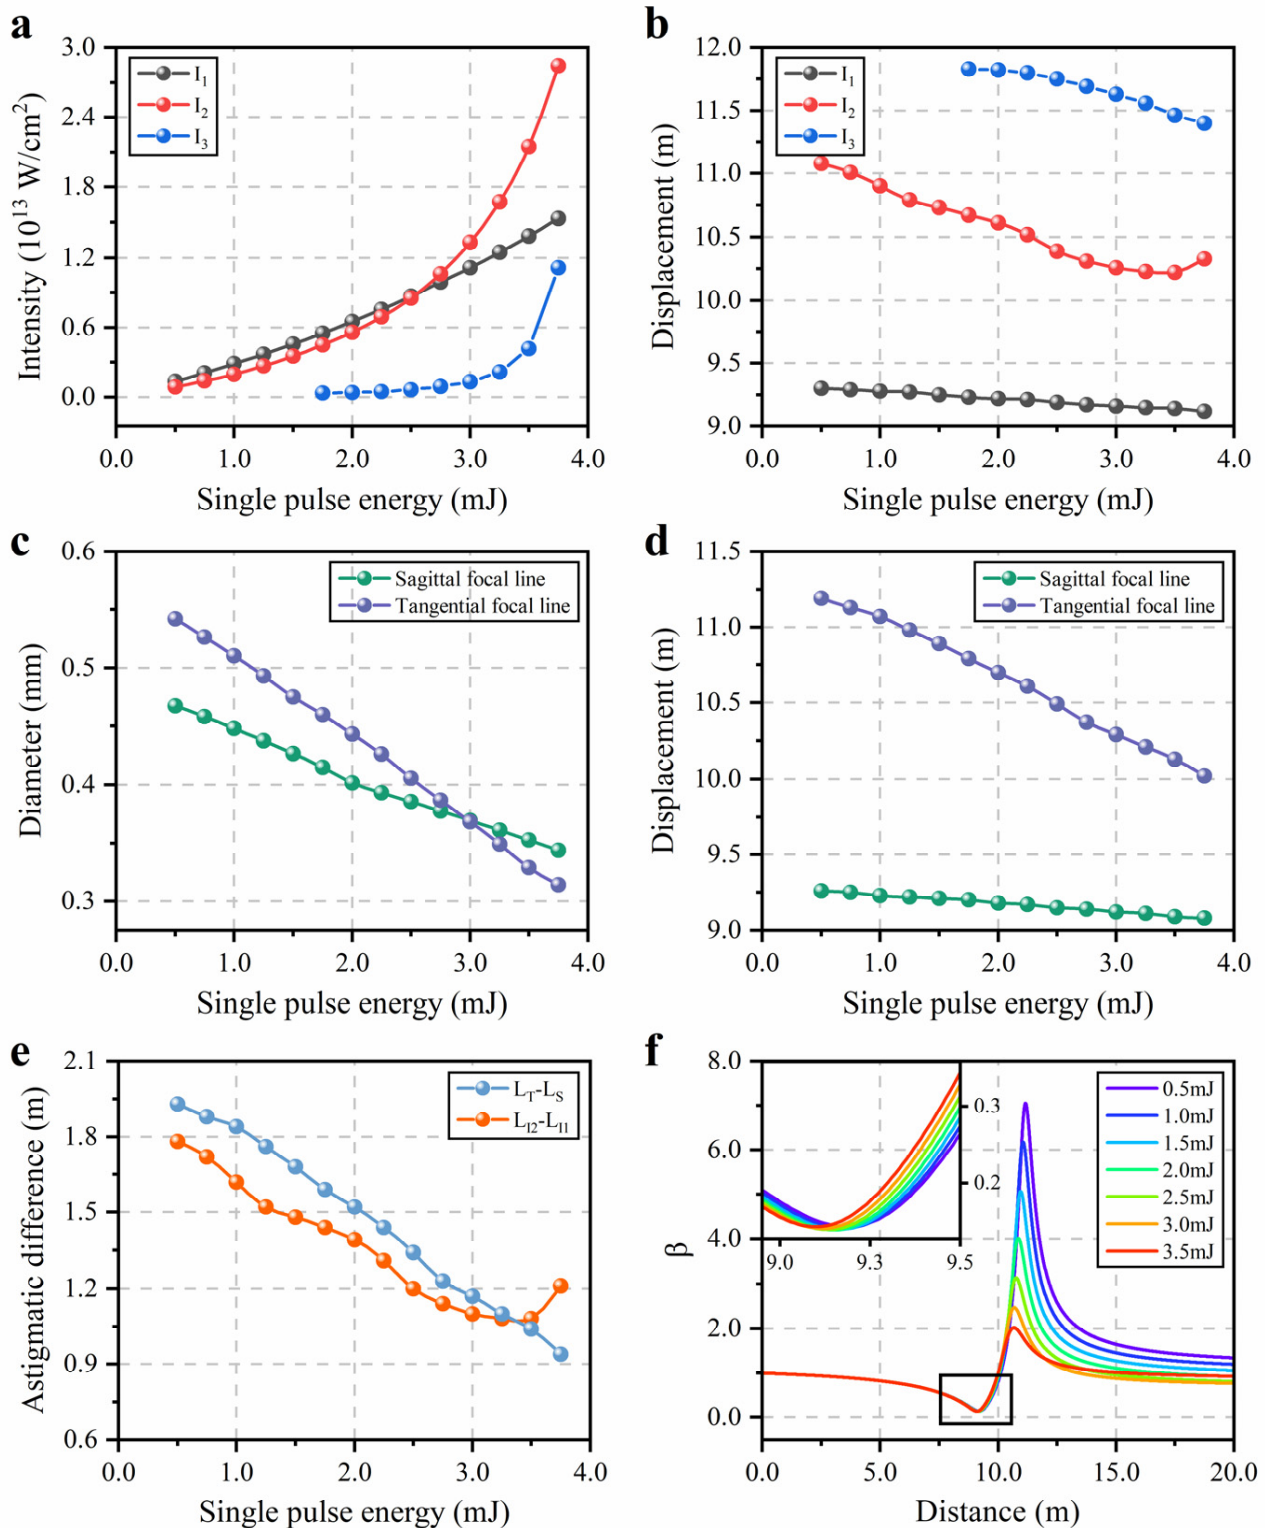 a
3.0
2.4
1.8
1.2
0.6
0.0
Intensity (10¹³ W/cm²)
I₁
I₂
I₃
0.0 1.0 2.0 3.0 4.0
Single pulse energy (mJ)
b
12.0
11.5
11.0
10.5
10.0
9.5
9.0
Displacement (m)
I₁
I₂
I₃
0.0 1.0 2.0 3.0 4.0
Single pulse energy (mJ)
c
0.6
0.5
0.4
0.3
Diameter (mm)
Sagittal focal line
Tangential focal line
0.0 1.0 2.0 3.0 4.0
Single pulse energy (mJ)
d
11.5
11.0
10.5
10.0
9.5
9.0
Displacement (m)
Sagittal focal line
Tangential focal line
0.0 1.0 2.0 3.0 4.0
Single pulse energy (mJ)
e
2.1
1.8
1.5
1.2
0.9
0.6
Astigmatic difference (m)
L_T-L_S
L_I2-L_I1
0.0 1.0 2.0 3.0 4.0
Single pulse energy (mJ)
f
8.0
6.0
4.0
2.0
0.0
β
0.3
0.2
9.0 9.3 9.5
0.5mJ
1.0mJ
1.5mJ
2.0mJ
2.5mJ
3.0mJ
3.5mJ
0.0 5.0 10.0 15.0 20.0
Distance (m)